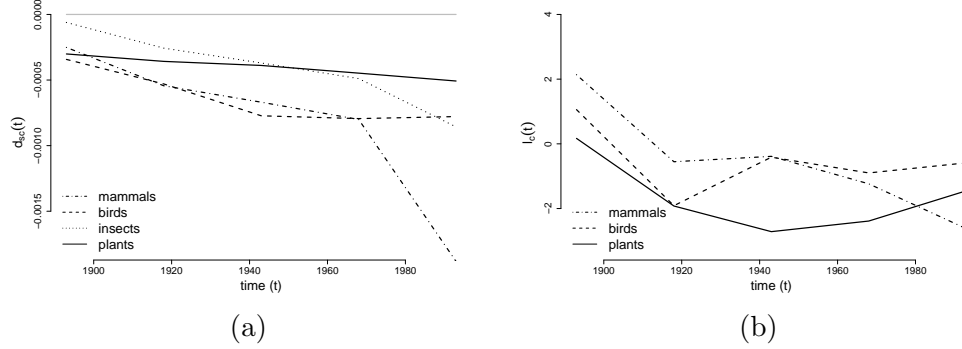 0.0000
−0.0005
−0.0010
−0.0015
d_sc(t)
mammals
birds
insects
plants
1900 1920 1940 1960 1980
time (t)
(a)
4
2
0
−2
l_c(t)
mammals
birds
plants
1900 1920 1940 1960 1980
time (t)
(b)